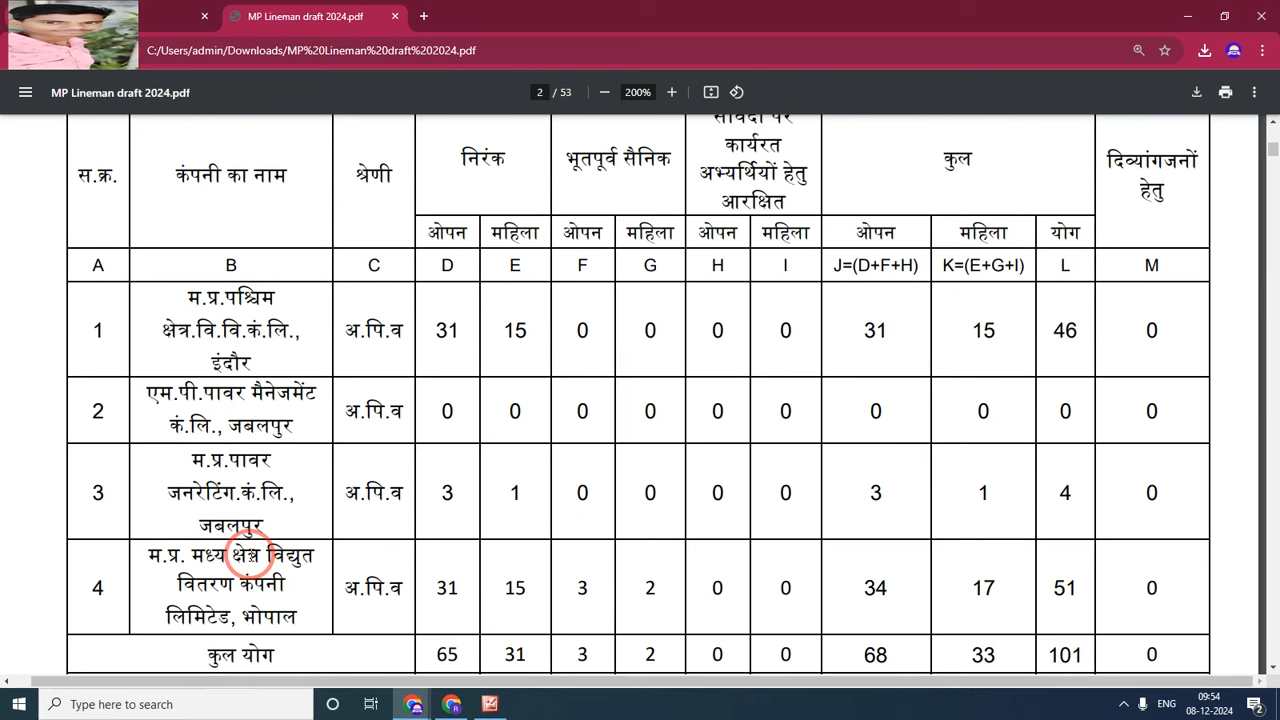 MP Lineman draft 2024.pdf
C:/Users/admin/Downloads/MP%20Lineman%20draft%202024.pdf
MP Lineman draft 2024.pdf
2 / 53
200%
स.क्र. कंपनी का नाम श्रेणी निरंक भूतपूर्व सैनिक संविदा पर कार्यरत अभ्यर्थियों हेतु आरक्षित कुल दिव्यांगजनों हेतु
ओपन महिला ओपन महिला ओपन महिला ओपन महिला योग
A B C D E F G H I J=(D+F+H) K=(E+G+I) L M
1 म.प्र.पश्चिम क्षेत्र.वि.वि.कं.लि., इंदौर अ.पि.व 31 15 0 0 0 0 31 15 46 0
2 एम.पी.पावर मैनेजमेंट कं.लि., जबलपुर अ.पि.व 0 0 0 0 0 0 0 0 0 0
3 म.प्र.पावर जनरेटिंग.कं.लि., जबलपुर अ.पि.व 3 1 0 0 0 0 3 1 4 0
4 म.प्र. मध्य क्षेत्र विद्युत वितरण कंपनी लिमिटेड, भोपाल अ.पि.व 31 15 3 2 0 0 34 17 51 0
कुल योग 65 31 3 2 0 0 68 33 101 0
Type here to search
ENG
09:54
08-12-2024
2